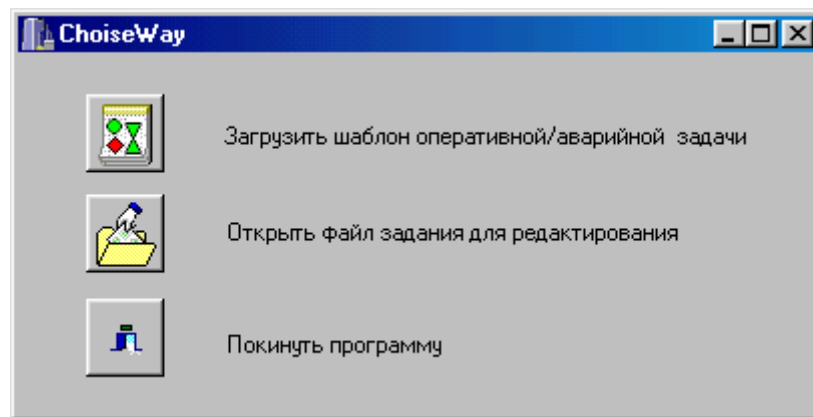 ChoiseWay
Загрузить шаблон оперативной/аварийной задачи
Открыть файл задания для редактирования
Покинуть программу